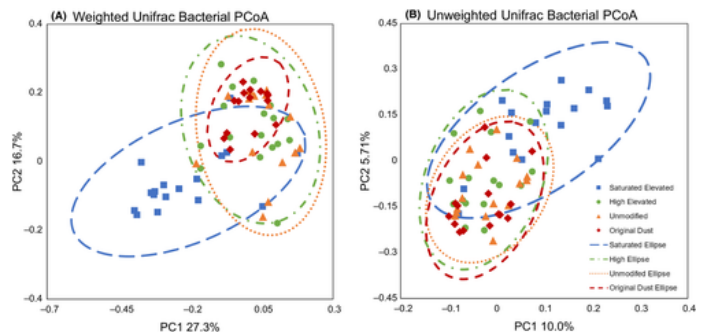 (A) Weighted Unifrac Bacterial PCoA
0.4
0.2
0
−0.2
−0.4
PC2 16.7%
−0.7
−0.45
−0.2
0.05
0.3
PC1 27.3%
(B) Unweighted Unifrac Bacterial PCoA
0.45
0.3
0.15
0
−0.15
−0.3
−0.45
PC2 5.71%
−0.2
−0.1
0
0.1
0.2
0.3
0.4
PC1 10.0%
Saturated Elevated
High Elevated
Unmodified
Original Dust
Saturated Ellipse
High Ellipse
Unmodifed Ellipse
Original Dust Ellipse